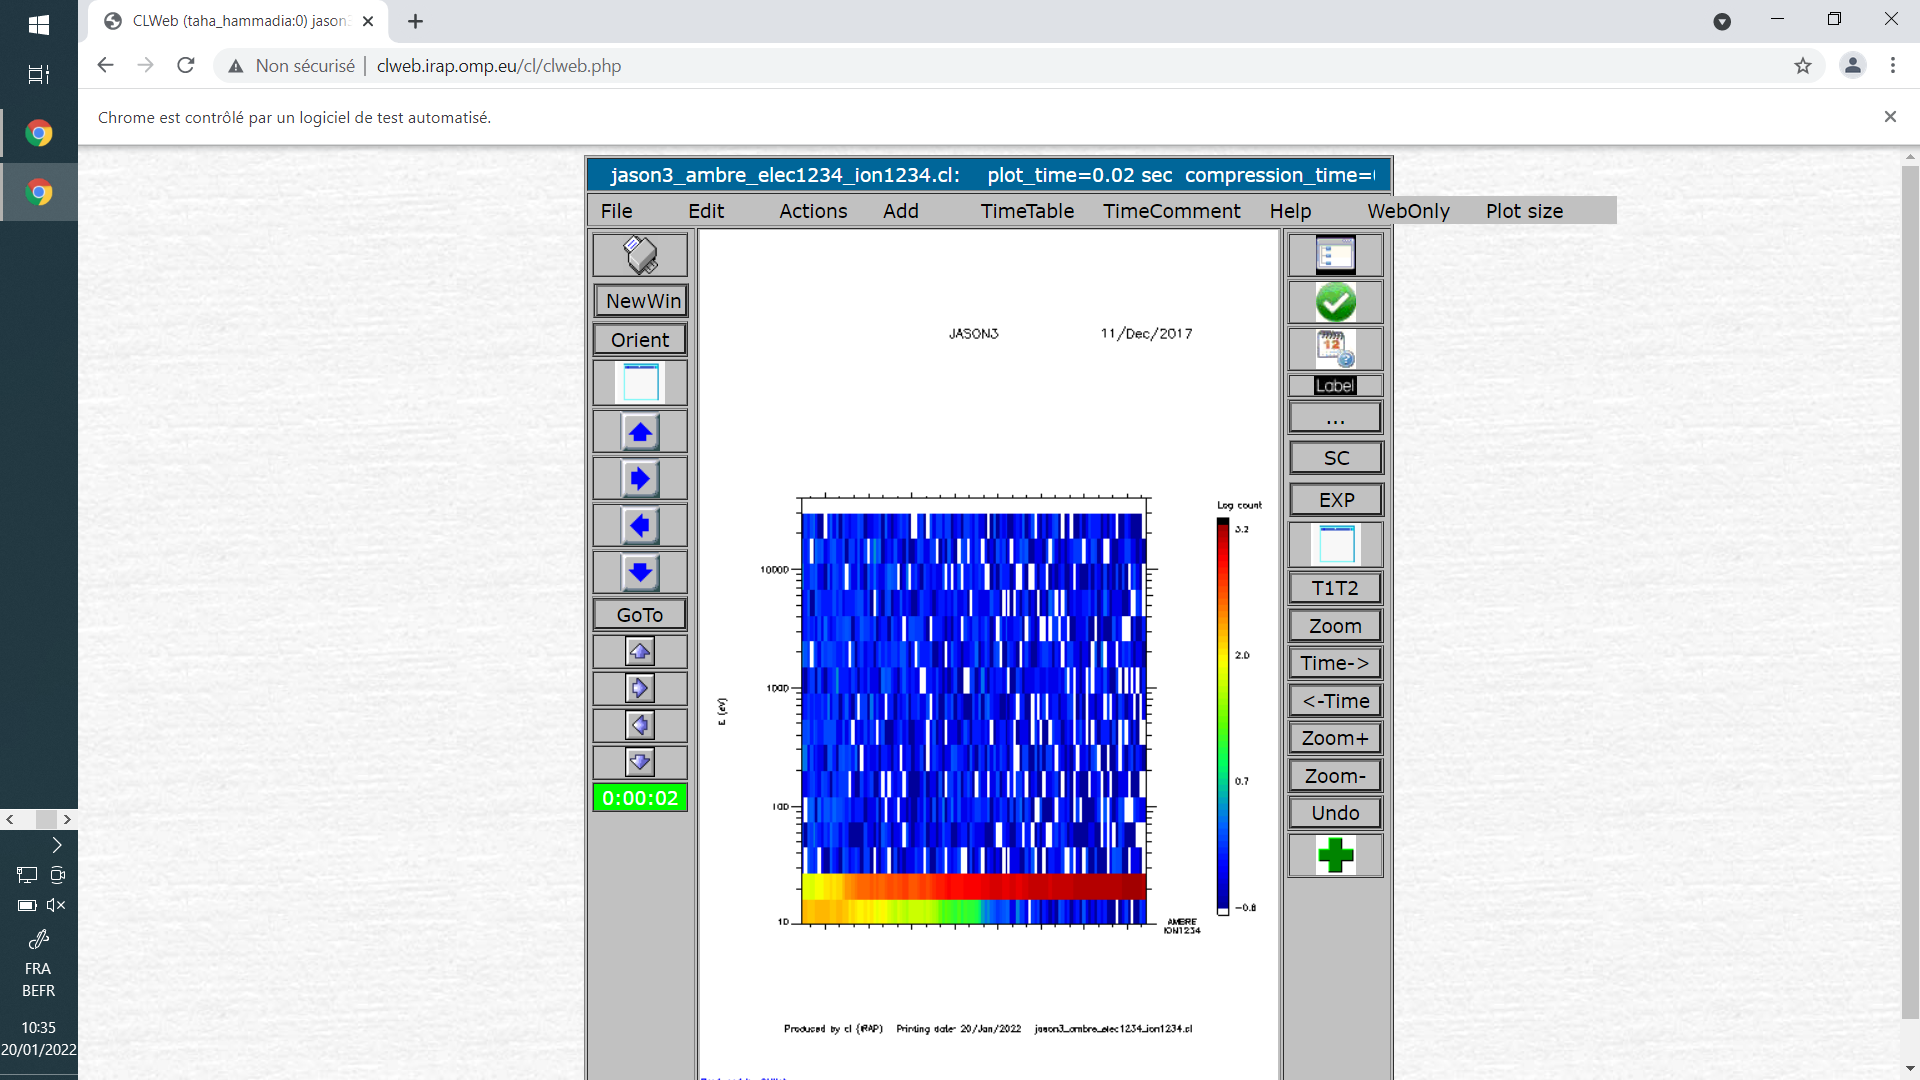 CLWeb (taha_hammadia:0) jason3
Non sécurisé | clweb.irap.omp.eu/cl/clweb.php
Chrome est contrôlé par un logiciel de test automatisé.
jason3_ambre_elec1234_ion1234.cl: plot_time=0.02 sec compression_time=
File Edit Actions Add TimeTable TimeComment Help WebOnly Plot size
NewWin
Orient
GoTo
0:00:02
JASON3 11/Dec/2017
Log count
3.2
2.0
0.7
-0.8
10000
1000
100
10
E (eV)
AMBRE
ION1234
Produced by cl (IRAP) Printing date: 20/Jan/2022 jason3_ambre_elec1234_ion1234.cl
12
Label
...
SC
EXP
T1T2
Zoom
Time->
<-Time
Zoom+
Zoom-
Undo
FRA
BEFR
10:35
20/01/2022